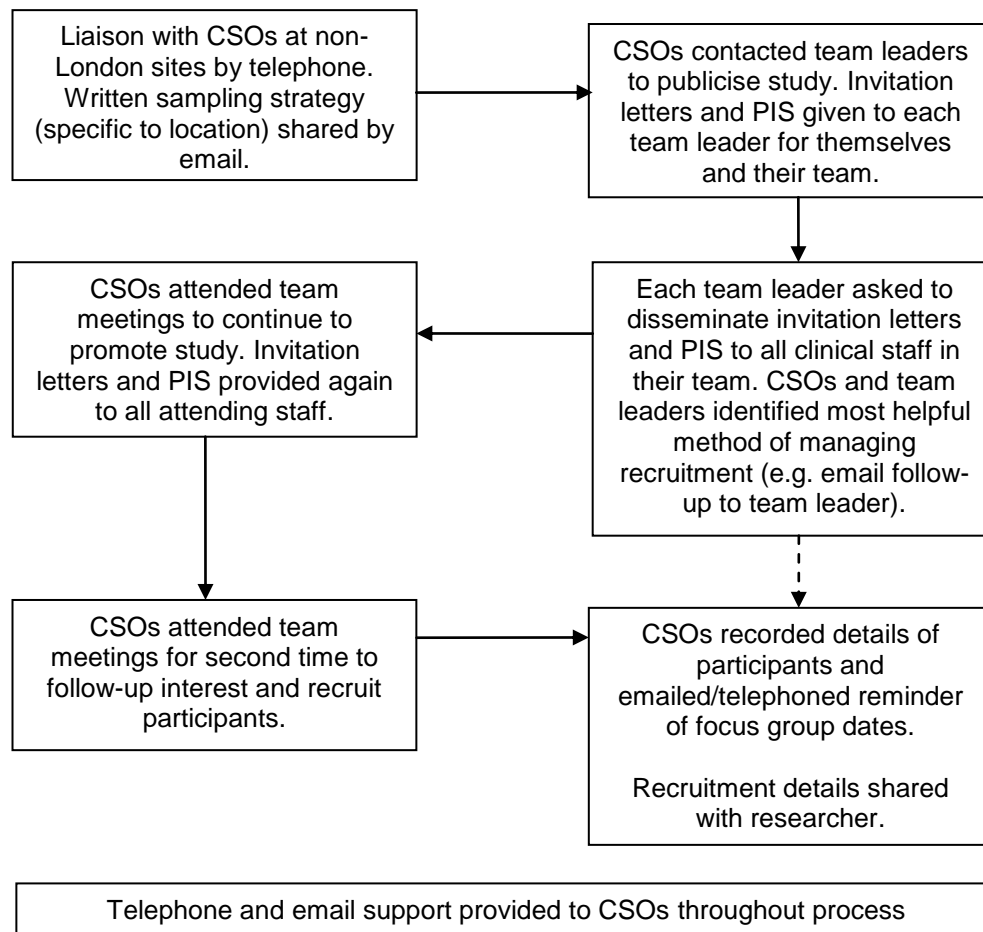 Liaison with CSOs at non-
London sites by telephone.
Written sampling strategy
(specific to location) shared by
email.
CSOs contacted team leaders
to publicise study. Invitation
letters and PIS given to each
team leader for themselves
and their team.
Each team leader asked to
disseminate invitation letters
and PIS to all clinical staff in
their team. CSOs and team
leaders identified most helpful
method of managing
recruitment (e.g. email follow-
up to team leader).
CSOs attended team
meetings to continue to
promote study. Invitation
letters and PIS provided again
to all attending staff.
CSOs attended team
meetings for second time to
follow-up interest and recruit
participants.
CSOs recorded details of
participants and
emailed/telephoned reminder
of focus group dates.
Recruitment details shared
with researcher.
Telephone and email support provided to CSOs throughout process